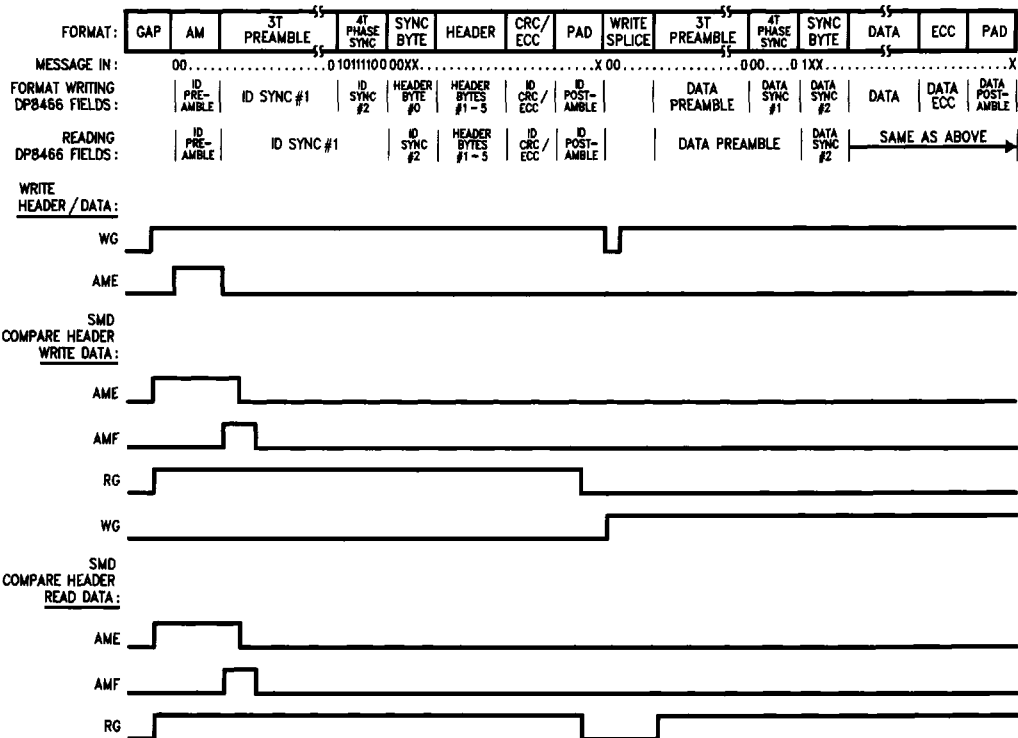 FORMAT: GAP AM 3T PREAMBLE 4T PHASE SYNC SYNC BYTE HEADER CRC/ECC PAD WRITE SPLICE 3T PREAMBLE 4T PHASE SYNC SYNC BYTE DATA ECC PAD
MESSAGE IN: 00..............................0 10111100 00XX..........................................X 00............................0 00.....0 1XX..........................................X
FORMAT WRITING DP8466 FIELDS: ID PRE-AMBLE ID SYNC #1 ID SYNC #2 HEADER BYTE #0 HEADER BYTES #1-5 ID CRC/ECC ID POST-AMBLE DATA PREAMBLE DATA SYNC #1 DATA SYNC #2 DATA DATA ECC DATA POST-AMBLE
READING DP8466 FIELDS: ID PRE-AMBLE ID SYNC #1 ID SYNC #2 HEADER BYTES #1~5 ID CRC/ECC ID POST-AMBLE DATA PREAMBLE DATA SYNC #2 SAME AS ABOVE
WRITE
HEADER/DATA:
WG
AME
SMD
COMPARE HEADER
WRITE DATA:
AME
AMF
RG
WG
SMD
COMPARE HEADER
READ DATA:
AME
AMF
RG